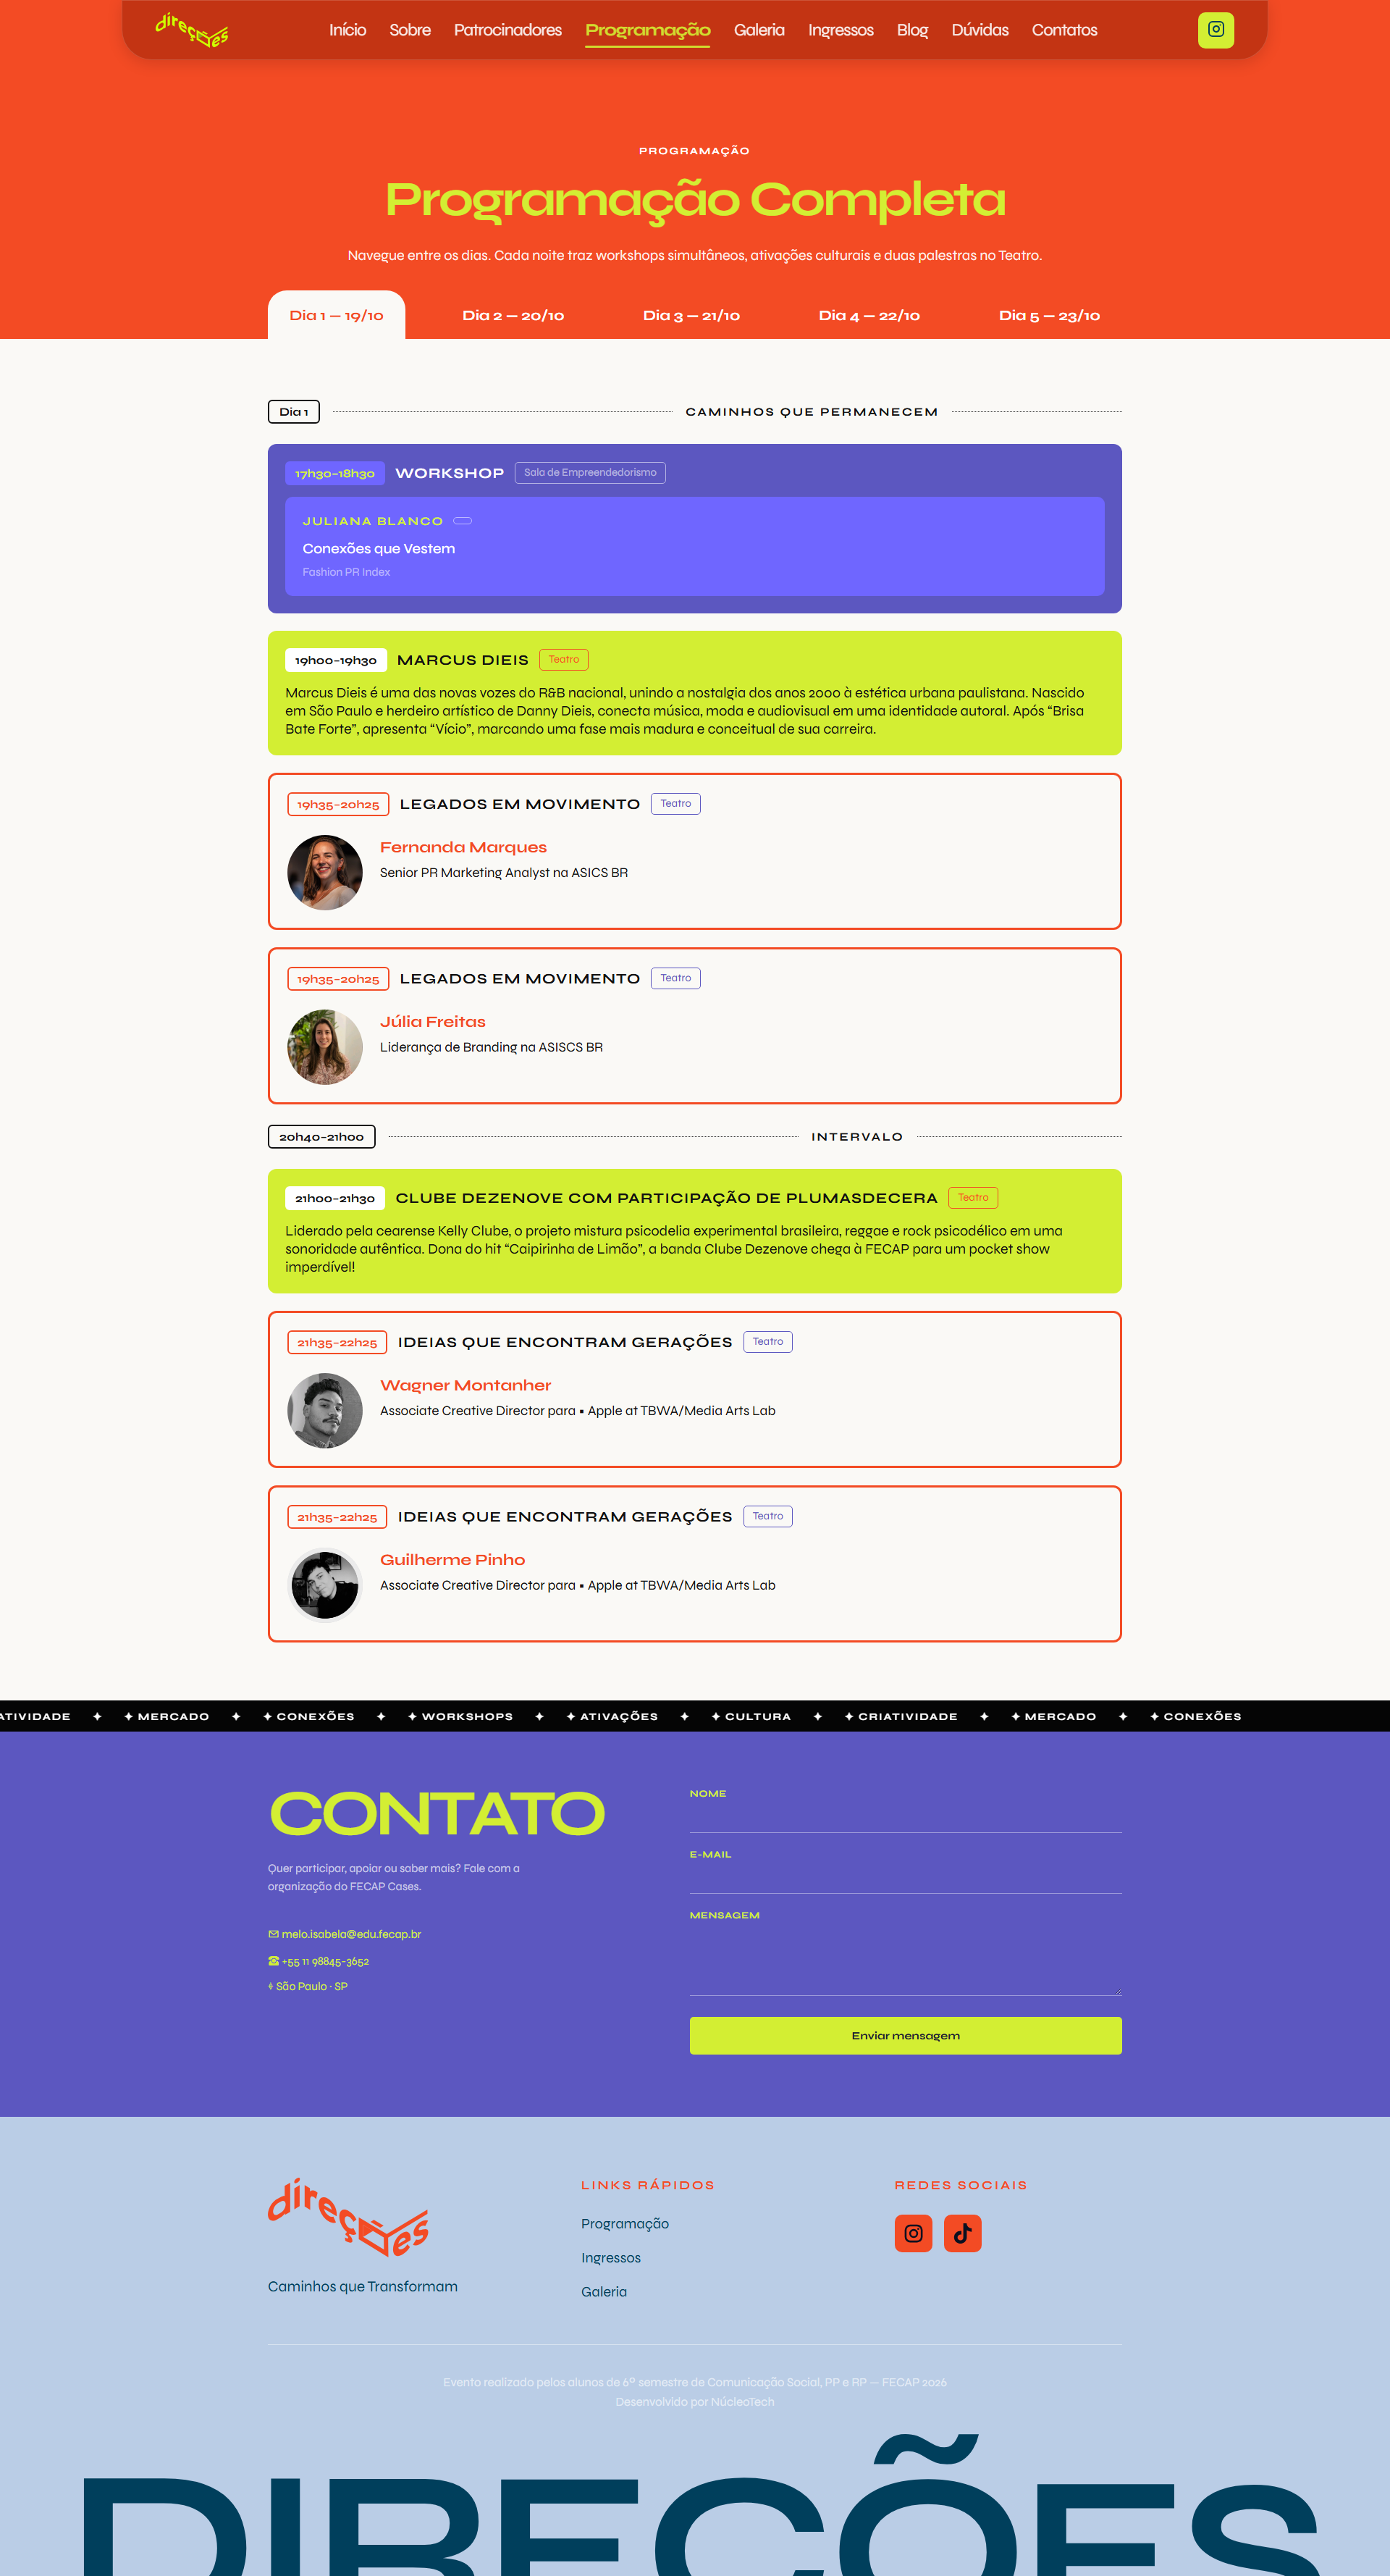 direções
Início Sobre Patrocinadores Programação Galeria Ingressos Blog Dúvidas Contatos
PROGRAMAÇÃO
Programação Completa
Navegue entre os dias. Cada noite traz workshops simultâneos, ativações culturais e duas palestras no Teatro.
Dia 1 — 19/10 Dia 2 — 20/10 Dia 3 — 21/10 Dia 4 — 22/10 Dia 5 — 23/10
Dia 1 CAMINHOS QUE PERMANECEM
17h30–18h30 WORKSHOP Sala de Empreendedorismo
JULIANA BLANCO
Conexões que Vestem
Fashion PR Index
19h00–19h30 MARCUS DIEIS Teatro
Marcus Dieis é uma das novas vozes do R&B nacional, unindo a nostalgia dos anos 2000 à estética urbana paulistana. Nascido
em São Paulo e herdeiro artístico de Danny Dieis, conecta música, moda e audiovisual em uma identidade autoral. Após “Brisa
Bate Forte”, apresenta “Vício”, marcando uma fase mais madura e conceitual de sua carreira.
19h35–20h25 LEGADOS EM MOVIMENTO Teatro
Fernanda Marques
Senior PR Marketing Analyst na ASICS BR
19h35–20h25 LEGADOS EM MOVIMENTO Teatro
Júlia Freitas
Liderança de Branding na ASISCS BR
20h40–21h00 INTERVALO
21h00–21h30 CLUBE DEZENOVE COM PARTICIPAÇÃO DE PLUMASDECERA Teatro
Liderado pela cearense Kelly Clube, o projeto mistura psicodelia experimental brasileira, reggae e rock psicodélico em uma
sonoridade autêntica. Dona do hit “Caipirinha de Limão”, a banda Clube Dezenove chega à FECAP para um pocket show
imperdível!
21h35–22h25 IDEIAS QUE ENCONTRAM GERAÇÕES Teatro
Wagner Montanher
Associate Creative Director para • Apple at TBWA/Media Arts Lab
21h35–22h25 IDEIAS QUE ENCONTRAM GERAÇÕES Teatro
Guilherme Pinho
Associate Creative Director para • Apple at TBWA/Media Arts Lab
ATIVIDADE ✦ ✦ MERCADO ✦ ✦ CONEXÕES ✦ ✦ WORKSHOPS ✦ ✦ ATIVAÇÕES ✦ ✦ CULTURA ✦ ✦ CRIATIVIDADE ✦ ✦ MERCADO ✦ ✦ CONEXÕES
CONTATO
Quer participar, apoiar ou saber mais? Fale com a
organização do FECAP Cases.
melo.isabela@edu.fecap.br
+55 11 98845-3652
São Paulo · SP
NOME
E-MAIL
MENSAGEM
Enviar mensagem
direções
Caminhos que Transformam
LINKS RÁPIDOS
Programação
Ingressos
Galeria
REDES SOCIAIS
Evento realizado pelos alunos de 6º semestre de Comunicação Social, PP e RP — FECAP 2026
Desenvolvido por NúcleoTech
DIREÇÕES